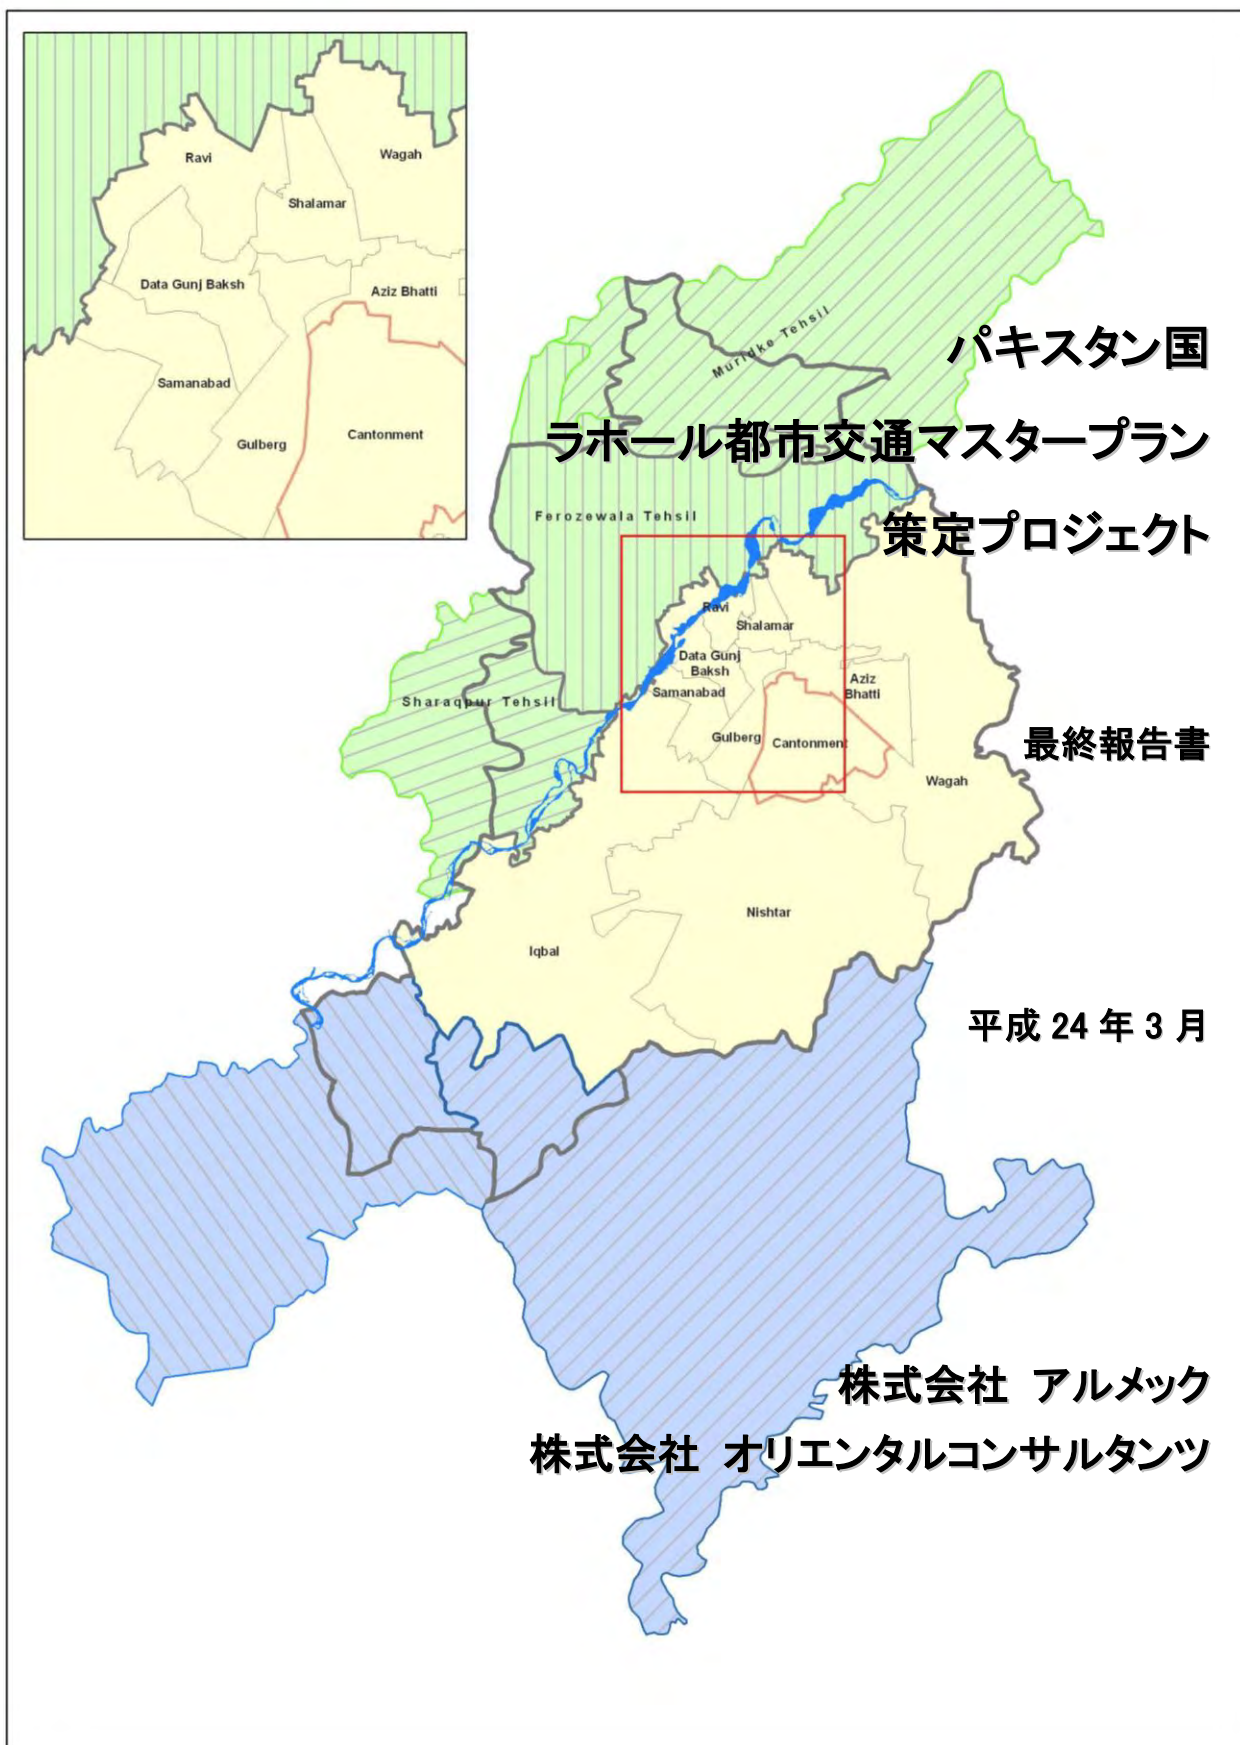 Ravi
Wagah
Shalamar
Data Gunj Baksh
Aziz Bhatti
Samanabad
Gulberg
Cantonment
Muridke Tehsil
パキスタン国
ラホール都市交通マスタープラン
策定プロジェクト
Ferozewala Tehsil
Ravi
Shalamar
Data Gunj
Baksh
Aziz
Bhatti
Samanabad
Sharaqpur Tehsil
Gulberg
Cantonment
最終報告書
Wagah
Nishtar
Iqbal
平成 24 年 3 月
株式会社 アルメック
株式会社 オリエンタルコンサルタンツ